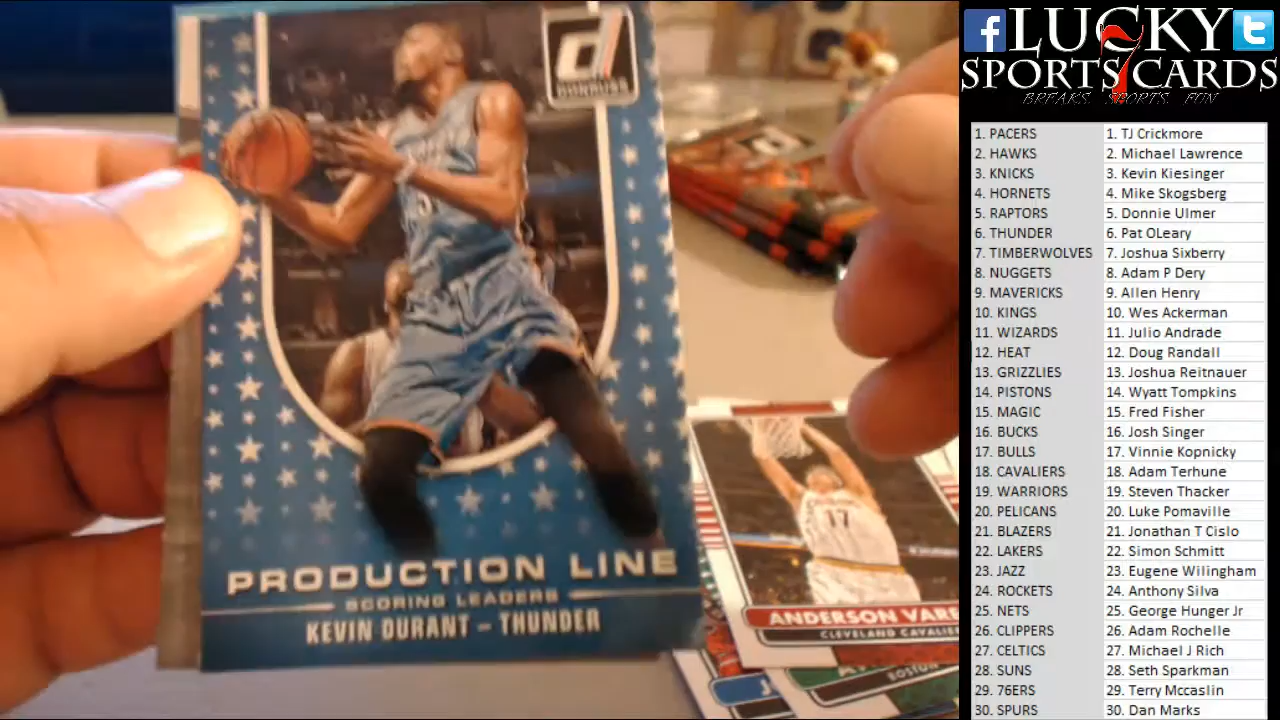 d
DONRUSS
PRODUCTION LINE
SCORING LEADERS
KEVIN DURANT – THUNDER
17
ANDERSON VARE
CLEVELAND CAVALIE
BOSTON
f LUCKY
7
SPORTS CARDS
BREAKS SPORTS FUN
1. PACERS 1. TJ Crickmore
2. HAWKS 2. Michael Lawrence
3. KNICKS 3. Kevin Kiesinger
4. HORNETS 4. Mike Skogsberg
5. RAPTORS 5. Donnie Ulmer
6. THUNDER 6. Pat OLeary
7. TIMBERWOLVES 7. Joshua Sixberry
8. NUGGETS 8. Adam P Dery
9. MAVERICKS 9. Allen Henry
10. KINGS 10. Wes Ackerman
11. WIZARDS 11. Julio Andrade
12. HEAT 12. Doug Randall
13. GRIZZLIES 13. Joshua Reitnauer
14. PISTONS 14. Wyatt Tompkins
15. MAGIC 15. Fred Fisher
16. BUCKS 16. Josh Singer
17. BULLS 17. Vinnie Kopnicky
18. CAVALIERS 18. Adam Terhune
19. WARRIORS 19. Steven Thacker
20. PELICANS 20. Luke Pomaville
21. BLAZERS 21. Jonathan T Cislo
22. LAKERS 22. Simon Schmitt
23. JAZZ 23. Eugene Wilingham
24. ROCKETS 24. Anthony Silva
25. NETS 25. George Hunger Jr
26. CLIPPERS 26. Adam Rochelle
27. CELTICS 27. Michael J Rich
28. SUNS 28. Seth Sparkman
29. 76ERS 29. Terry Mccaslin
30. SPURS 30. Dan Marks